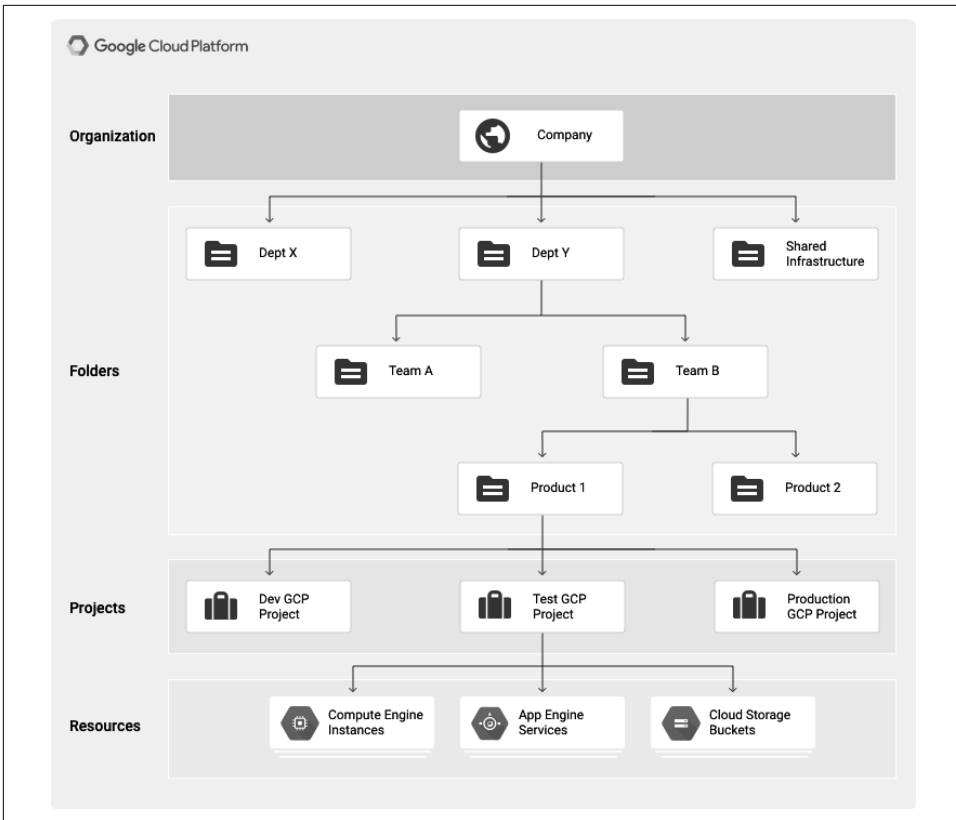 Google Cloud Platform
Organization
Company
Dept X
Dept Y
Shared
Infrastructure
Folders
Team A
Team B
Product 1
Product 2
Projects
Dev GCP
Project
Test GCP
Project
Production
GCP Project
Resources
Compute Engine
Instances
App Engine
Services
Cloud Storage
Buckets